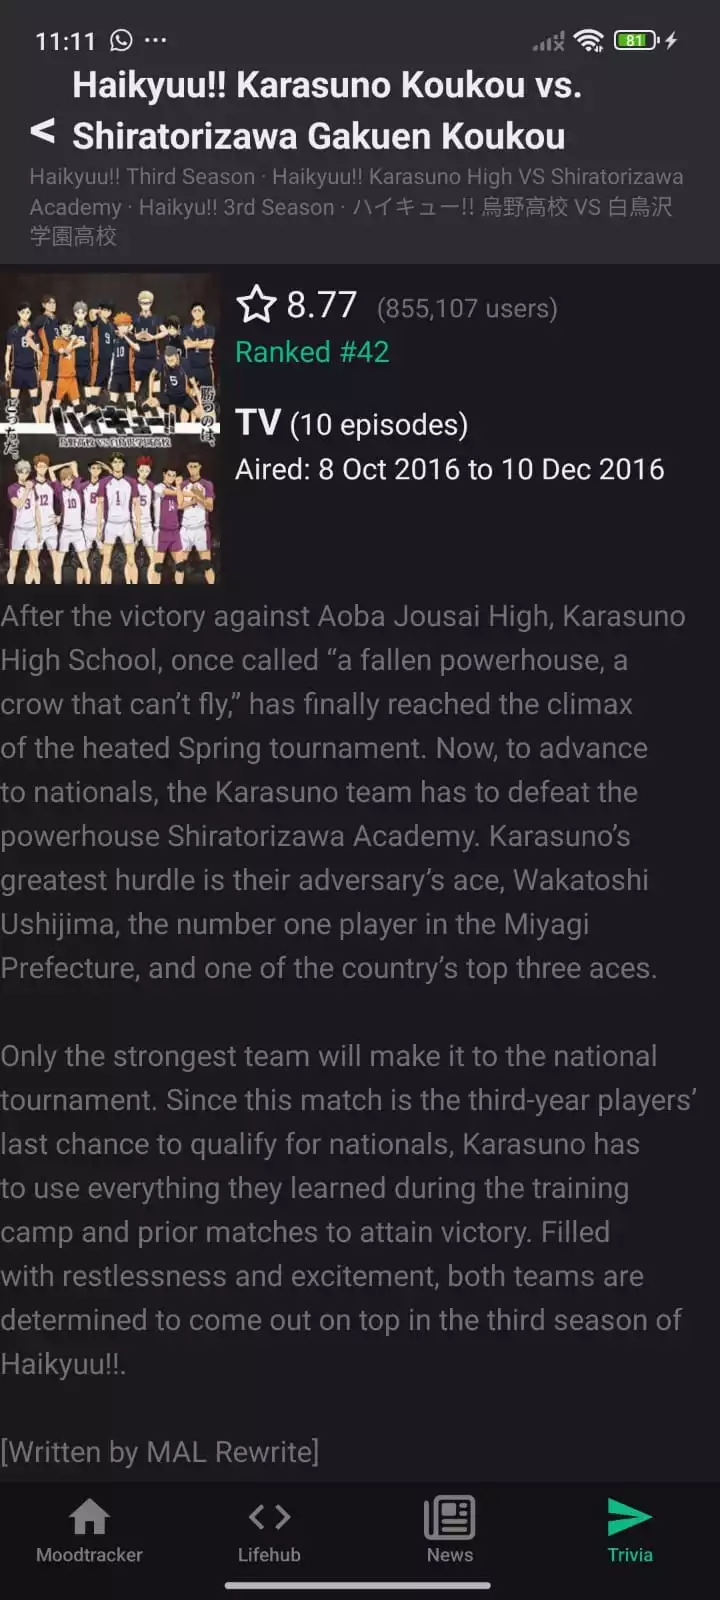 11:11
81
Haikyuu!! Karasuno Koukou vs.
< Shiratorizawa Gakuen Koukou
Haikyuu!! Third Season · Haikyuu!! Karasuno High VS Shiratorizawa
Academy · Haikyu!! 3rd Season · ハイキュー!! 烏野高校 VS 白鳥沢
学園高校
8.77 (855,107 users)
Ranked #42
TV (10 episodes)
Aired: 8 Oct 2016 to 10 Dec 2016
ハイキュー!!
烏野高校 VS 白鳥沢学園高校
勝つのは、
After the victory against Aoba Jousai High, Karasuno
High School, once called “a fallen powerhouse, a
crow that can’t fly,” has finally reached the climax
of the heated Spring tournament. Now, to advance
to nationals, the Karasuno team has to defeat the
powerhouse Shiratorizawa Academy. Karasuno’s
greatest hurdle is their adversary’s ace, Wakatoshi
Ushijima, the number one player in the Miyagi
Prefecture, and one of the country’s top three aces.
Only the strongest team will make it to the national
tournament. Since this match is the third-year players’
last chance to qualify for nationals, Karasuno has
to use everything they learned during the training
camp and prior matches to attain victory. Filled
with restlessness and excitement, both teams are
determined to come out on top in the third season of
Haikyuu!!.
[Written by MAL Rewrite]
Moodtracker
Lifehub
News
Trivia